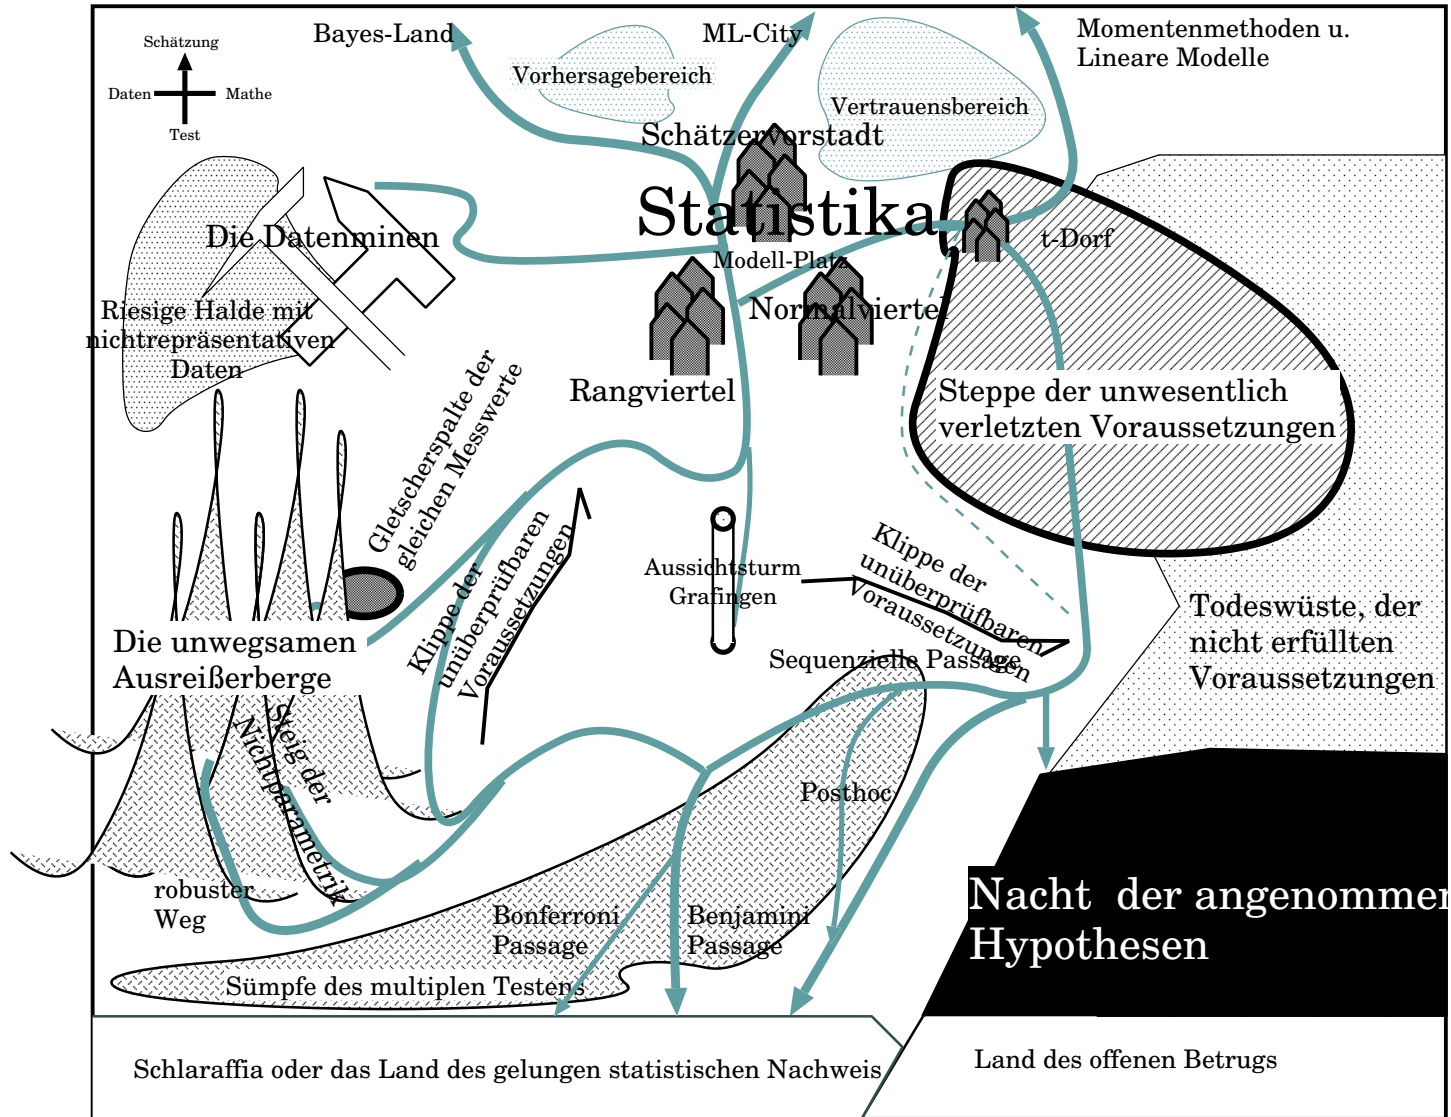 Bayes-Land
ML-City
Momentenmethoden u.
Lineare Modelle
Schätzung
Daten
Mathe
Test
Vorhersagebereich
Vertrauensbereich
Schätzervorstadt
Statistika
Die Datenminen
t-Dorf
Modell-Platz
Riesige Halde mit
nichtrepräsentativen
Daten
Normalviertel
Rangviertel
Steppe der unwesentlich
verletzten Voraussetzungen
Gletscherspalte der
gleichen Messwerte
Klippe der
unüberprüfbaren
Voraussetzungen
Aussichtsturm
Grafingen
Klippe der
unüberprüfbaren
Voraussetzungen
Todeswüste, der
nicht erfüllten
Voraussetzungen
Die unwegsamen
Ausreißerberge
Sequenzielle Passage
Steig der
Nichtparametrik
Posthoc
robuster
Weg
Bonferroni
Passage
Benjamini
Passage
Nacht der angenommen
Hypothesen
Sümpfe des multiplen Testens
Schlaraffia oder das Land des gelungen statistischen Nachweis
Land des offenen Betrugs